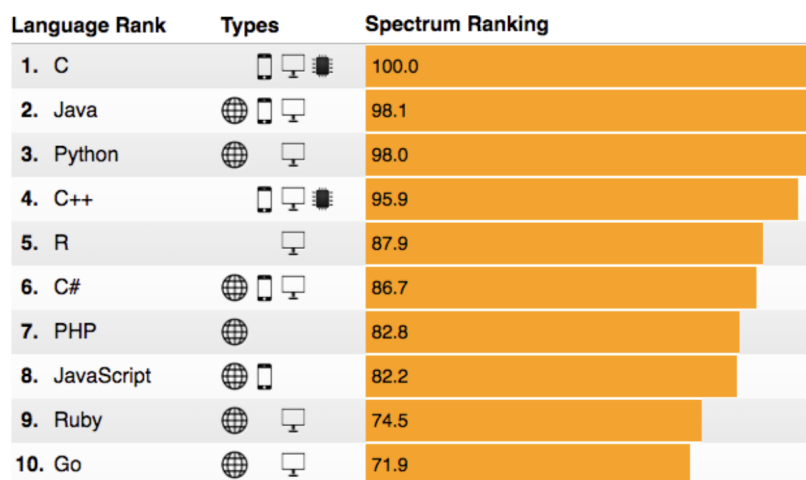 Language Rank Types Spectrum Ranking
1. C 100.0
2. Java 98.1
3. Python 98.0
4. C++ 95.9
5. R 87.9
6. C# 86.7
7. PHP 82.8
8. JavaScript 82.2
9. Ruby 74.5
10. Go 71.9